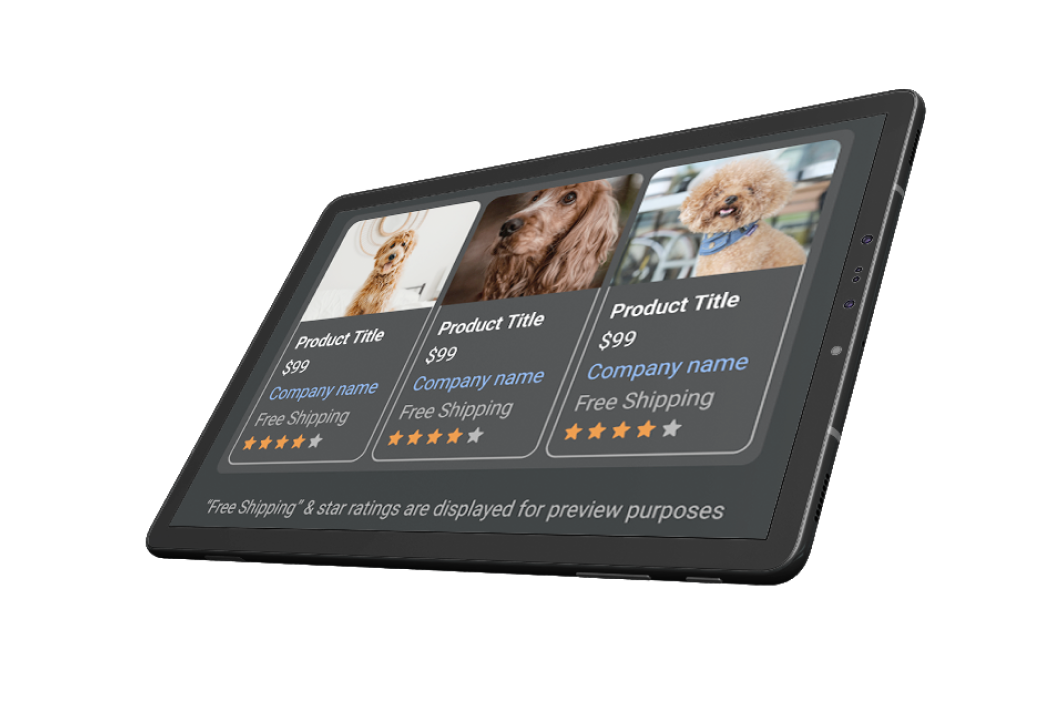 Product Title
$99
Company name
Free Shipping
Product Title
$99
Company name
Free Shipping
Product Title
$99
Company name
Free Shipping
"Free Shipping" & star ratings are displayed for preview purposes